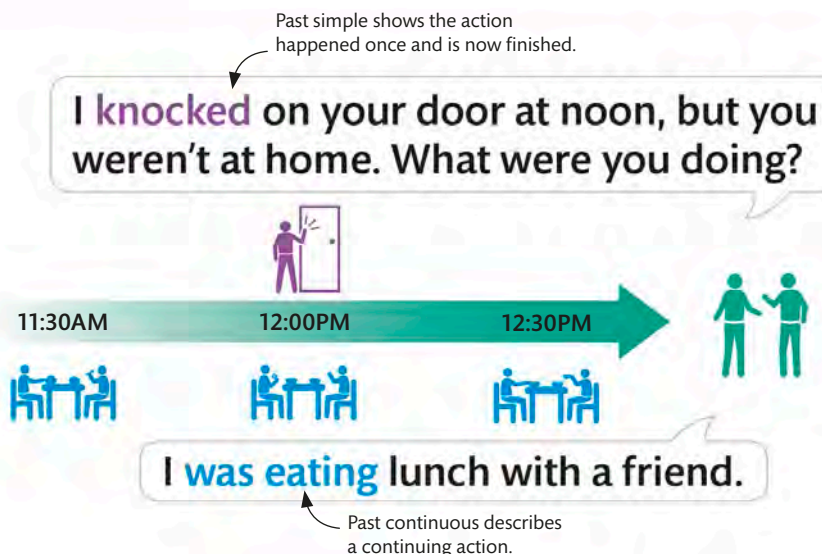 Past simple shows the action
happened once and is now finished.
I knocked on your door at noon, but you
weren't at home. What were you doing?
11:30AM 12:00PM 12:30PM
I was eating lunch with a friend.
Past continuous describes
a continuing action.